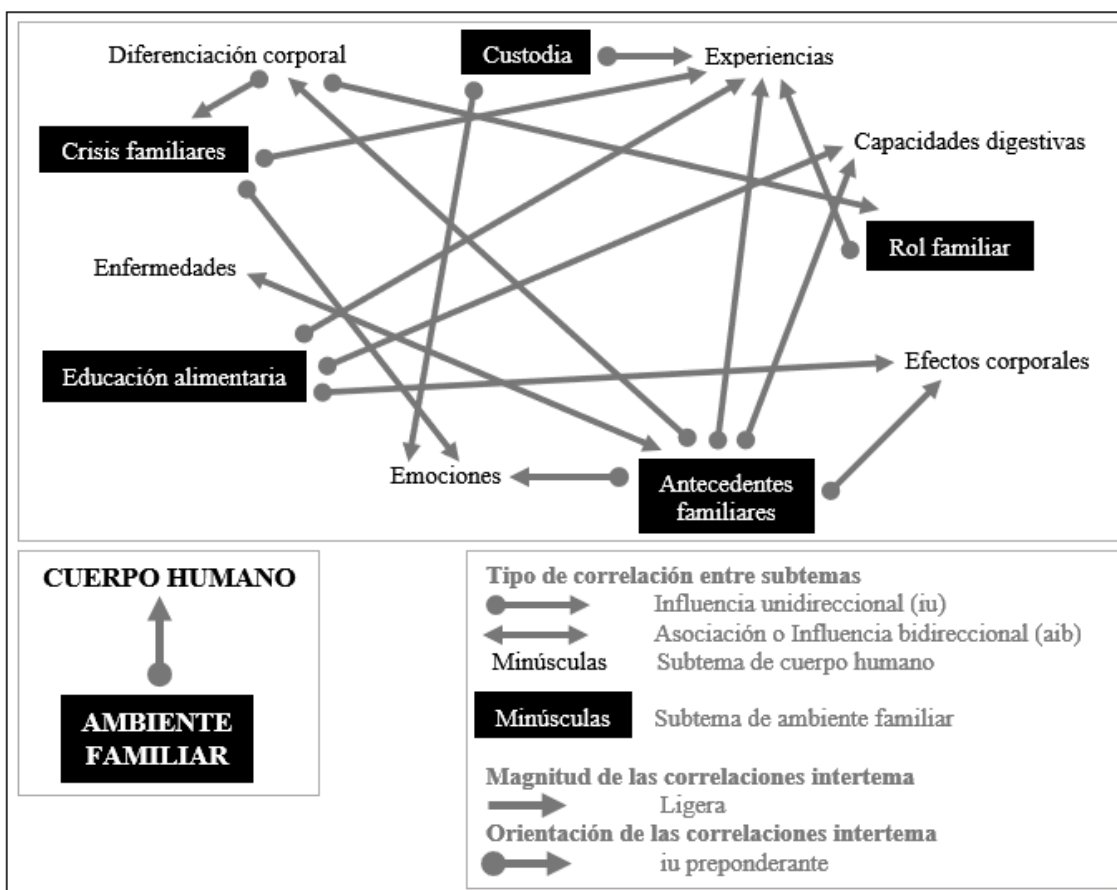 Diferenciación corporal
Custodia
Experiencias
Crisis familiares
Capacidades digestivas
Rol familiar
Enfermedades
Educación alimentaria
Efectos corporales
Emociones
Antecedentes
familiares
CUERPO HUMANO
AMBIENTE
FAMILIAR
Tipo de correlación entre subtemas
Influencia unidireccional (iu)
Asociación o Influencia bidireccional (aib)
Minúsculas Subtema de cuerpo humano
Minúsculas Subtema de ambiente familiar
Magnitud de las correlaciones intertema
Ligera
Orientación de las correlaciones intertema
iu preponderante